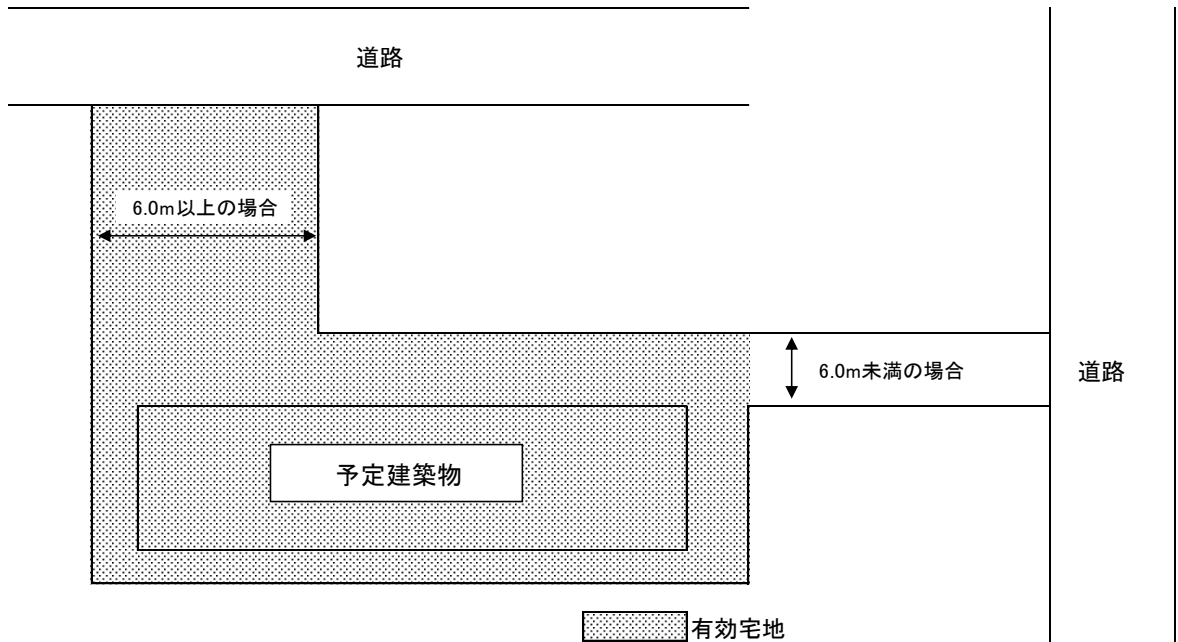 道路
6.0m以上の場合
6.0m未満の場合
道路
予定建築物
有効宅地